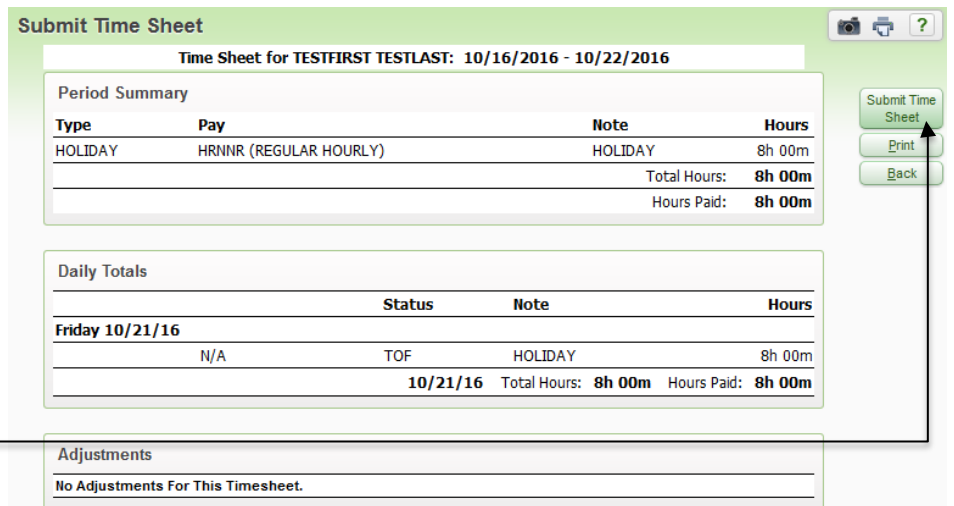 Submit Time Sheet
?
Time Sheet for TESTFIRST TESTLAST: 10/16/2016 - 10/22/2016
Period Summary
Submit Time
Sheet
Type Pay Note Hours
HOLIDAY HRNNR (REGULAR HOURLY) HOLIDAY 8h 00m
Print
Total Hours: 8h 00m
Back
Hours Paid: 8h 00m
Daily Totals
Status Note Hours
Friday 10/21/16
N/A TOF HOLIDAY 8h 00m
10/21/16 Total Hours: 8h 00m Hours Paid: 8h 00m
Adjustments
No Adjustments For This Timesheet.